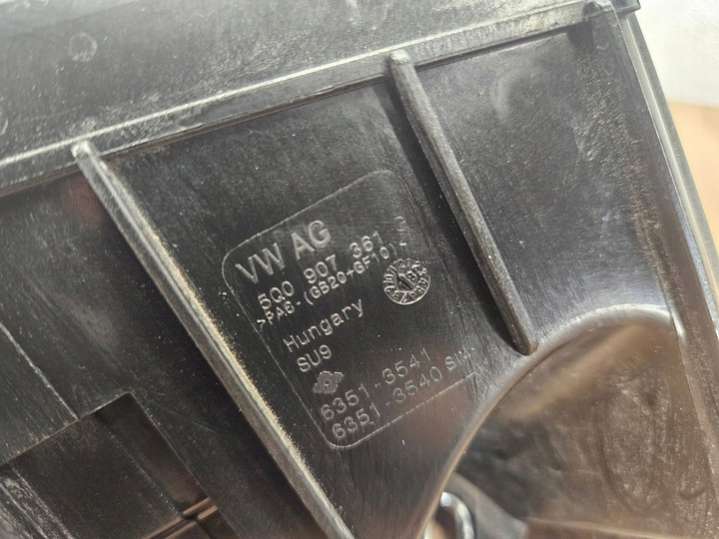 VW AG
5Q0 907 361
>PA6-(GB20+GF10)<
Hungary
SU9
6351-3541
6351-3540